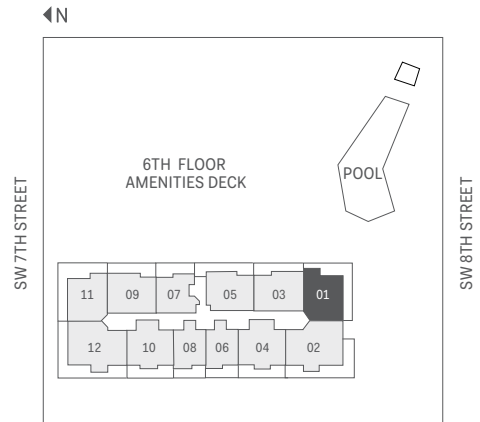 N
6TH FLOOR
AMENITIES DECK
POOL
SW 7TH STREET
SW 8TH STREET
11 09 07 05 03 01
12 10 08 06 04 02